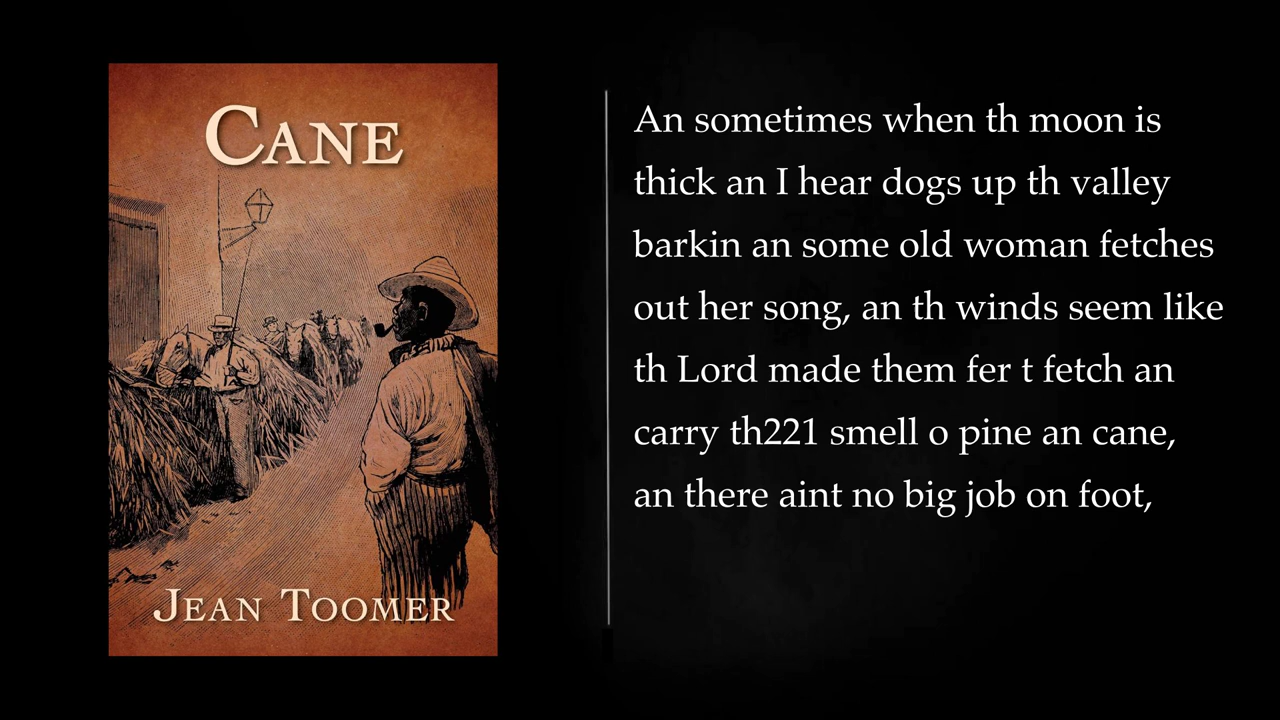 CANE
JEAN TOOMER
An sometimes when th moon is
thick an I hear dogs up th valley
barkin an some old woman fetches
out her song, an th winds seem like
th Lord made them fer t fetch an
carry th221 smell o pine an cane,
an there aint no big job on foot,